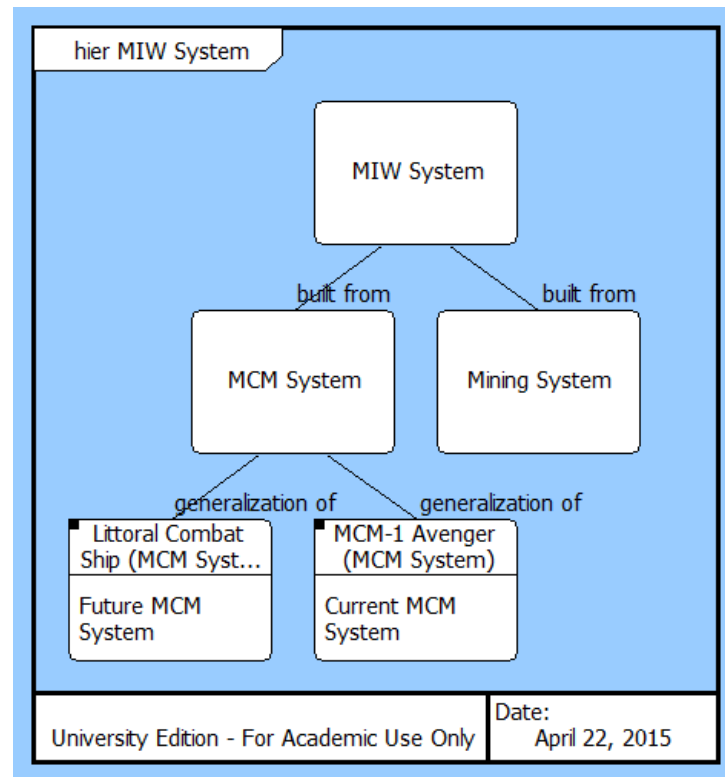 hier MIW System
MIW System
built from
built from
MCM System
Mining System
generalization of
generalization of
Littoral Combat
Ship (MCM Syst...
Future MCM
System
MCM-1 Avenger
(MCM System)
Current MCM
System
University Edition - For Academic Use Only
Date:
April 22, 2015